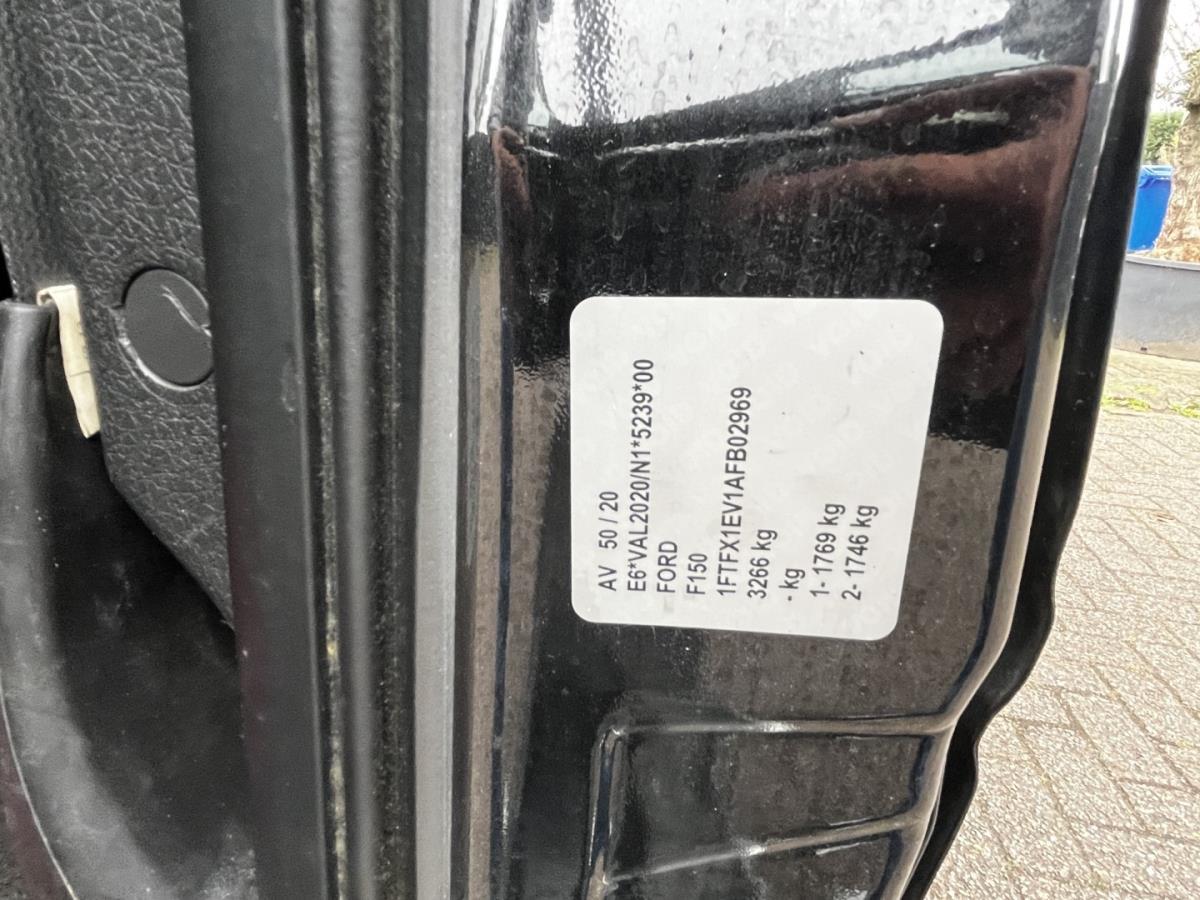 AV 50 / 20
E6*VAL2020/N1*5239*00
FORD
F150
1FTFX1EV1AFB02969
3266 kg
- kg
1- 1769 kg
2- 1746 kg